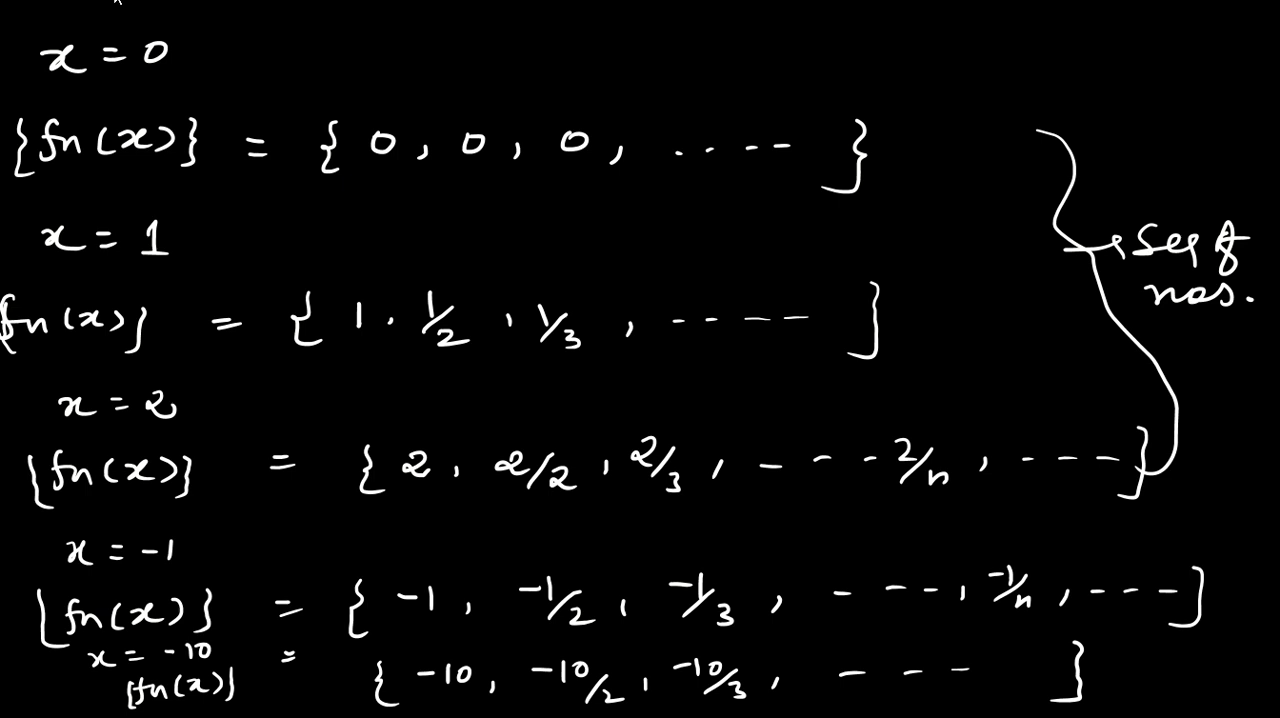 x = 0
{fn(x)} = {0, 0, 0, ..... }
x = 1
{fn(x)} = {1, 1/2, 1/3, ----- }
Seq of
nos.
x = 2
{fn(x)} = {2, 2/2, 2/3, --- 2/n, --- }
x = -1
{fn(x)} = {-1, -1/2, -1/3, ----, -1/n, --- }
x = -10
{fn(x)} = {-10, -10/2, -10/3, --- }